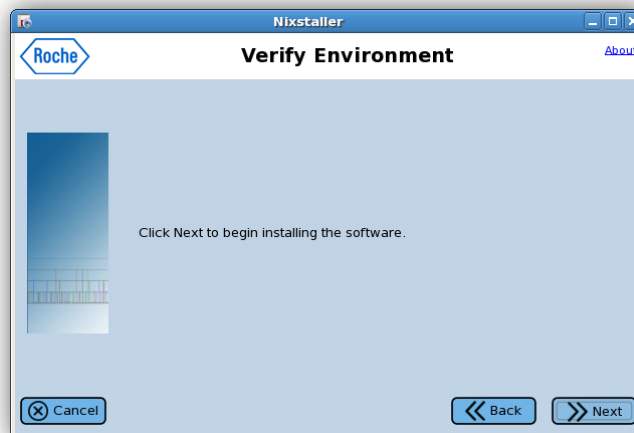 Nixstaller
Roche
Verify Environment
About
Click Next to begin installing the software.
Cancel
Back
Next